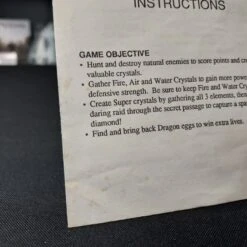 INSTRUCTIONS
GAME OBJECTIVE
• Hunt and destroy natural enemies to score points and
valuable crystals.
• Gather Fire, Air and Water Crystals to gain more power
defensive strength. Be sure to keep Fire and Water
• Create Super crystals by gathering all 3 elements, then
daring raid through the secret passage to capture a
diamond!
• Find and bring back Dragon eggs to win extra lives.